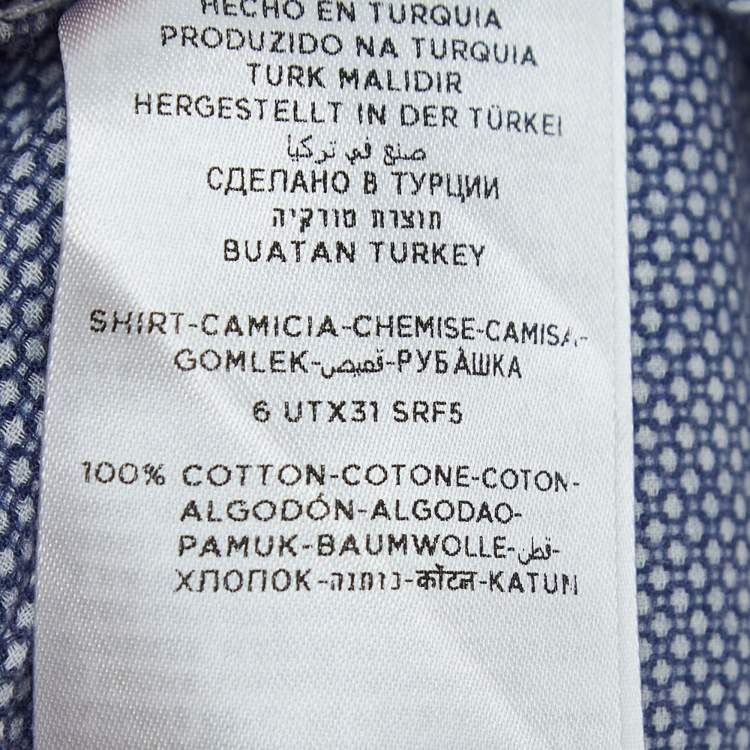 HECHO EN TURQUIA
PRODUZIDO NA TURQUIA
TURK MALIDIR
HERGESTELLT IN DER TÜRKEI
صنع في تركيا
СДЕЛАНО В ТУРЦИИ
תוצרת טורקיה
BUATAN TURKEY
SHIRT-CAMICIA-CHEMISE-CAMISA-
GOMLEK-قميص-РУБАШКА
6 UTX31 SRF5
100% COTTON-COTONE-COTON-
ALGODÓN-ALGODAO-
PAMUK-BAUMWOLLE-قطن-
ХЛОПОК-כותנה-कॉटन-KATUN